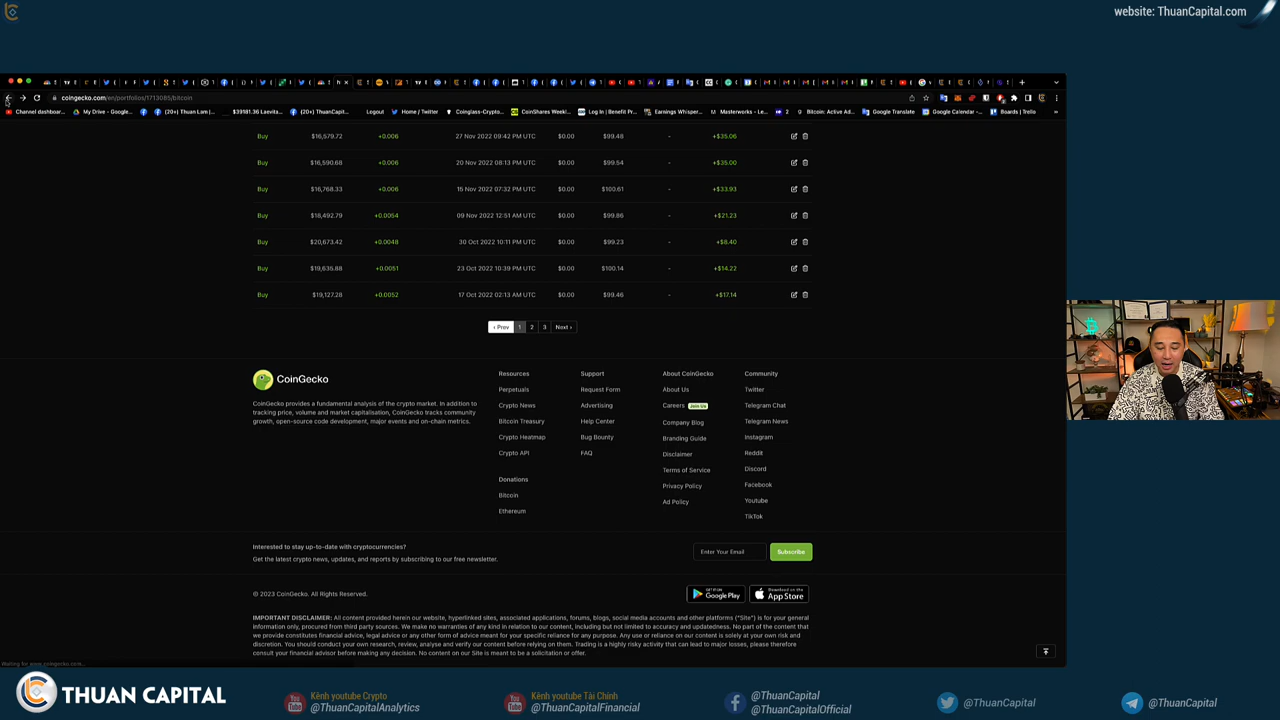 website: ThuanCapital.com
coingecko.com/en/portfolios/1713085/bitcoin
Channel dashboar...
My Drive - Google...
(20+) Thuan Lam |...
$39181.36 Laevita...
(20+) ThuanCapit...
Logout
Home / Twitter
Coinglass-Crypto...
CoinShares Weekl...
Log In | Benefit Pr...
Earnings Whisper...
Masterworks - Le...
2
Bitcoin: Active Ad...
Google Translate
Google Calendar -...
Boards | Trello
Buy $16,579.72 +0.006 27 Nov 2022 09:42 PM UTC $0.00 $99.48 - +$35.06
Buy $16,590.68 +0.006 20 Nov 2022 08:13 PM UTC $0.00 $99.54 - +$35.00
Buy $16,768.33 +0.006 15 Nov 2022 07:32 PM UTC $0.00 $100.61 - +$33.93
Buy $18,492.79 +0.0054 09 Nov 2022 12:51 AM UTC $0.00 $99.86 - +$21.23
Buy $20,673.42 +0.0048 30 Oct 2022 10:11 PM UTC $0.00 $99.23 - +$8.40
Buy $19,635.88 +0.0051 23 Oct 2022 10:39 PM UTC $0.00 $100.14 - +$14.22
Buy $19,127.28 +0.0052 17 Oct 2022 02:13 AM UTC $0.00 $99.46 - +$17.14
‹ Prev 1 2 3 Next ›
CoinGecko
CoinGecko provides a fundamental analysis of the crypto market. In addition to
tracking price, volume and market capitalisation, CoinGecko tracks community
growth, open-source code development, major events and on-chain metrics.
Resources
Perpetuals
Crypto News
Bitcoin Treasury
Crypto Heatmap
Crypto API
Donations
Bitcoin
Ethereum
Support
Request Form
Advertising
Help Center
Bug Bounty
FAQ
About CoinGecko
About Us
Careers Join Us
Company Blog
Branding Guide
Disclaimer
Terms of Service
Privacy Policy
Ad Policy
Community
Twitter
Telegram Chat
Telegram News
Instagram
Reddit
Discord
Facebook
Youtube
TikTok
Interested to stay up-to-date with cryptocurrencies?
Get the latest crypto news, updates, and reports by subscribing to our free newsletter.
Enter Your Email
Subscribe
© 2023 CoinGecko. All Rights Reserved.
GET IT ON
Google Play
Download on the
App Store
IMPORTANT DISCLAIMER: All content provided herein our website, hyperlinked sites, associated applications, forums, blogs, social media accounts and other platforms ("Site") is for your general
information only, procured from third party sources. We make no warranties of any kind in relation to our content, including but not limited to accuracy and updatedness. No part of the content that
we provide constitutes financial advice, legal advice or any other form of advice meant for your specific reliance for any purpose. Any use or reliance on our content is solely at your own risk and
discretion. You should conduct your own research, review, analyse and verify our content before relying on them. Trading is a highly risky activity that can lead to major losses, please therefore
consult your financial advisor before making any decision. No content on our Site is meant to be a solicitation or offer.
Waiting for www.coingecko.com...
THUAN CAPITAL
Kênh youtube Crypto
@ThuanCapitalAnalytics
Kênh youtube Tài Chính
@ThuanCapitalFinancial
@ThuanCapital
@ThuanCapitalOfficial
@ThuanCapital
@ThuanCapital